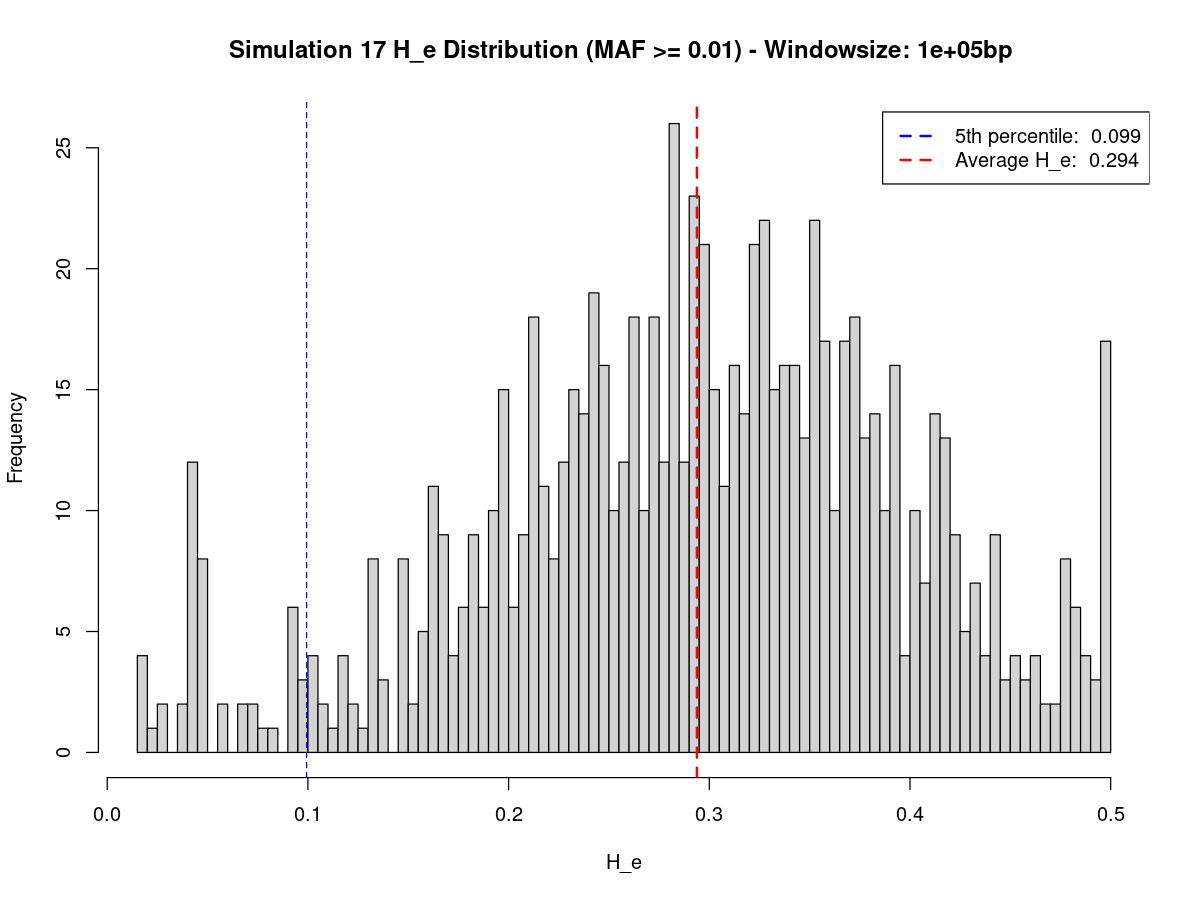 Simulation 17 H_e Distribution (MAF >= 0.01) - Windowsize: 1e+05bp
5th percentile:  0.099
Average H_e:  0.294
Frequency
25
20
15
10
5
0
0.0 0.1 0.2 0.3 0.4 0.5
H_e